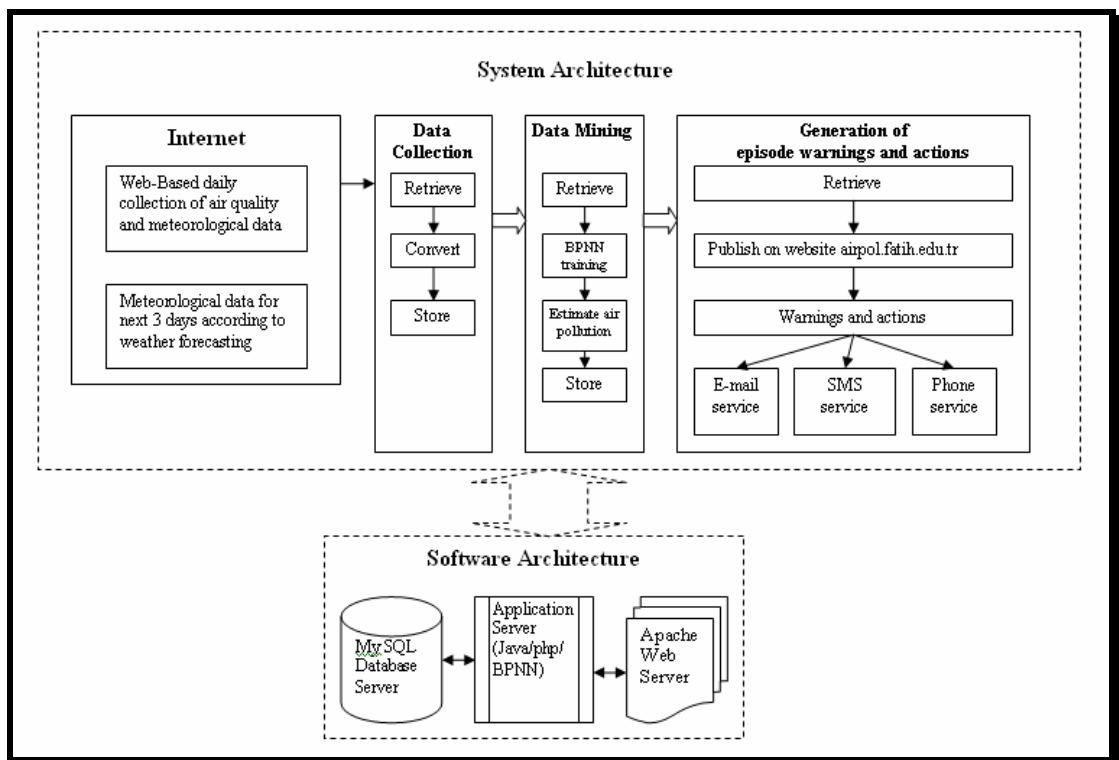 System Architecture
Internet
Web-Based daily
collection of air quality
and meteorological data
Meteorological data for
next 3 days according to
weather forecasting
Data
Collection
Retrieve
Convert
Store
Data Mining
Retrieve
BPNN
training
Estimate air
pollution
Store
Generation of
episode warnings and actions
Retrieve
Publish on website airpol.fatih.edu.tr
Warnings and actions
E-mail
service
SMS
service
Phone
service
Software Architecture
MySQL
Database
Server
Application
Server
(Java/php/
BPNN)
Apache
Web
Server